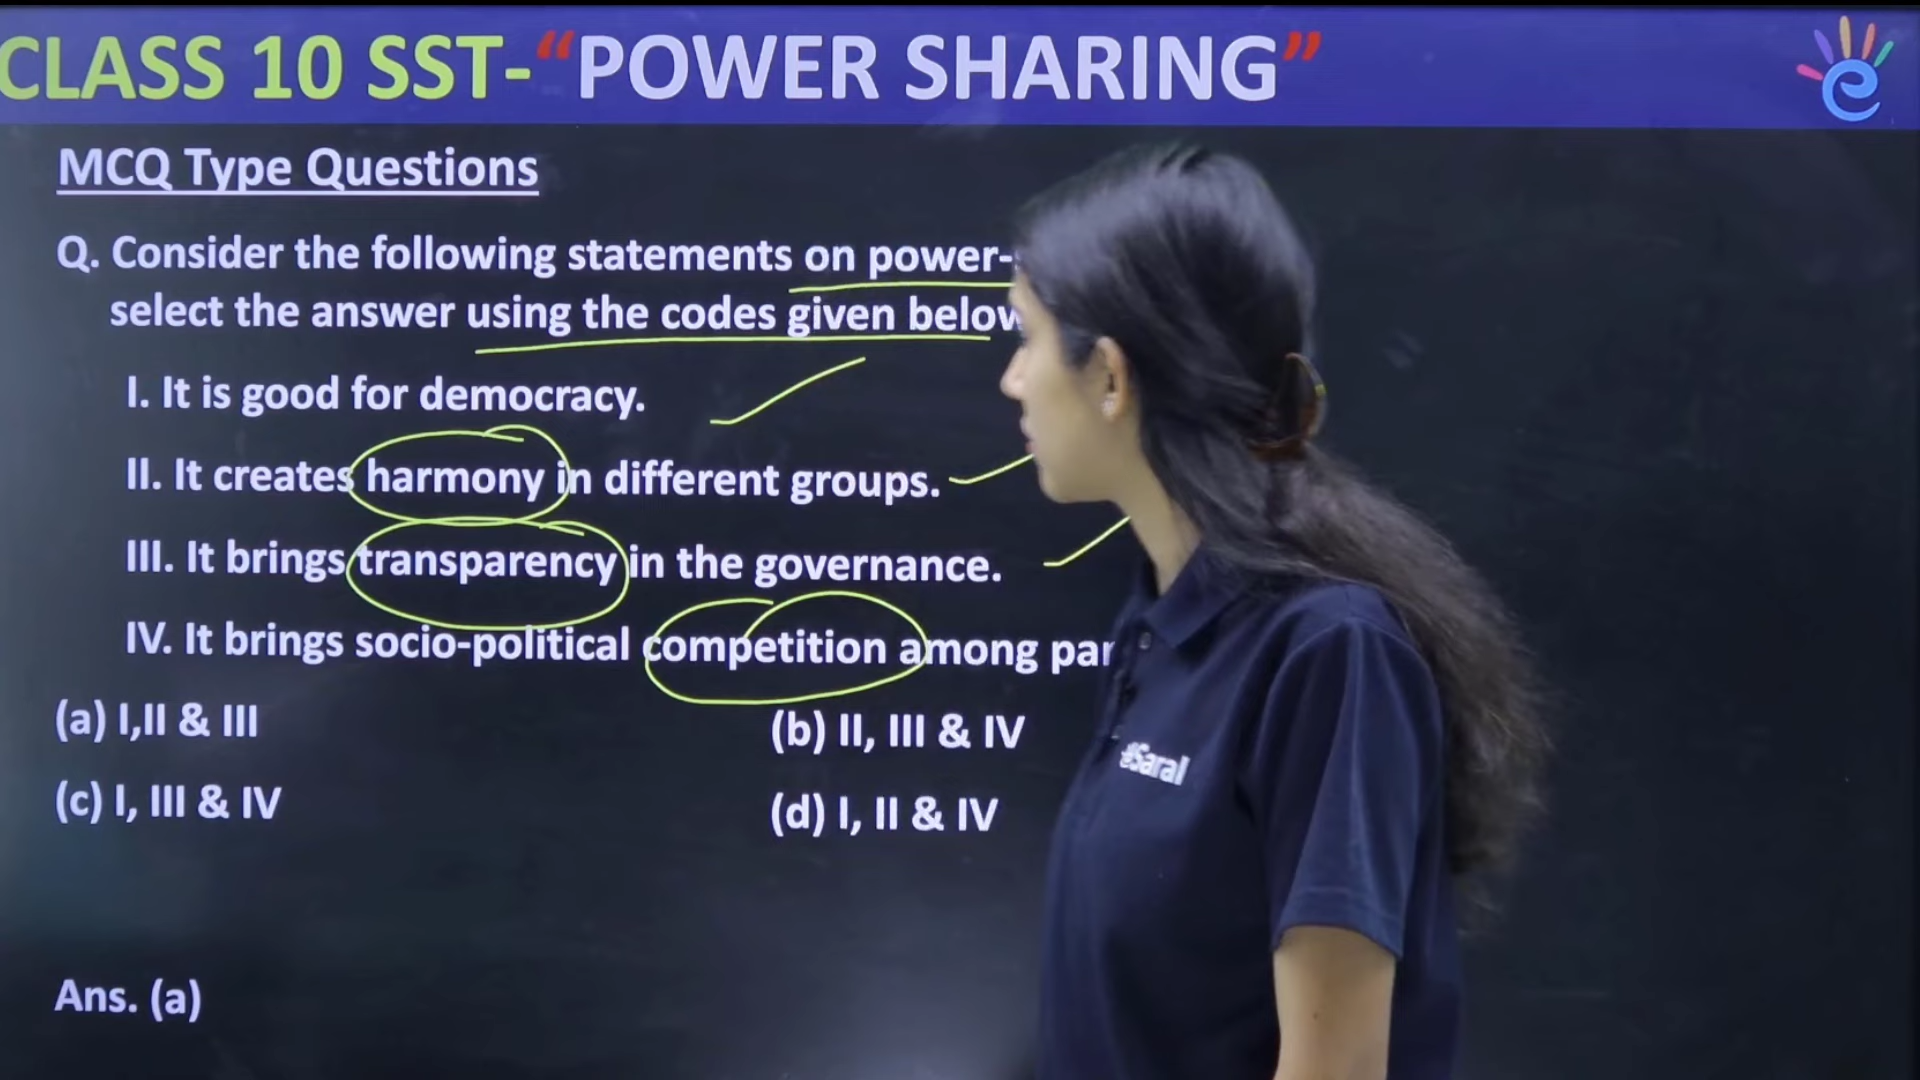 CLASS 10 SST-“POWER SHARING”
MCQ Type Questions
Q. Consider the following statements on power-
select the answer using the codes given below
I. It is good for democracy.
II. It creates harmony in different groups.
III. It brings transparency in the governance.
IV. It brings socio-political competition among
(a) I,II & III
(b) II, III & IV
(c) I, III & IV
(d) I, II & IV
Ans. (a)
eSaral